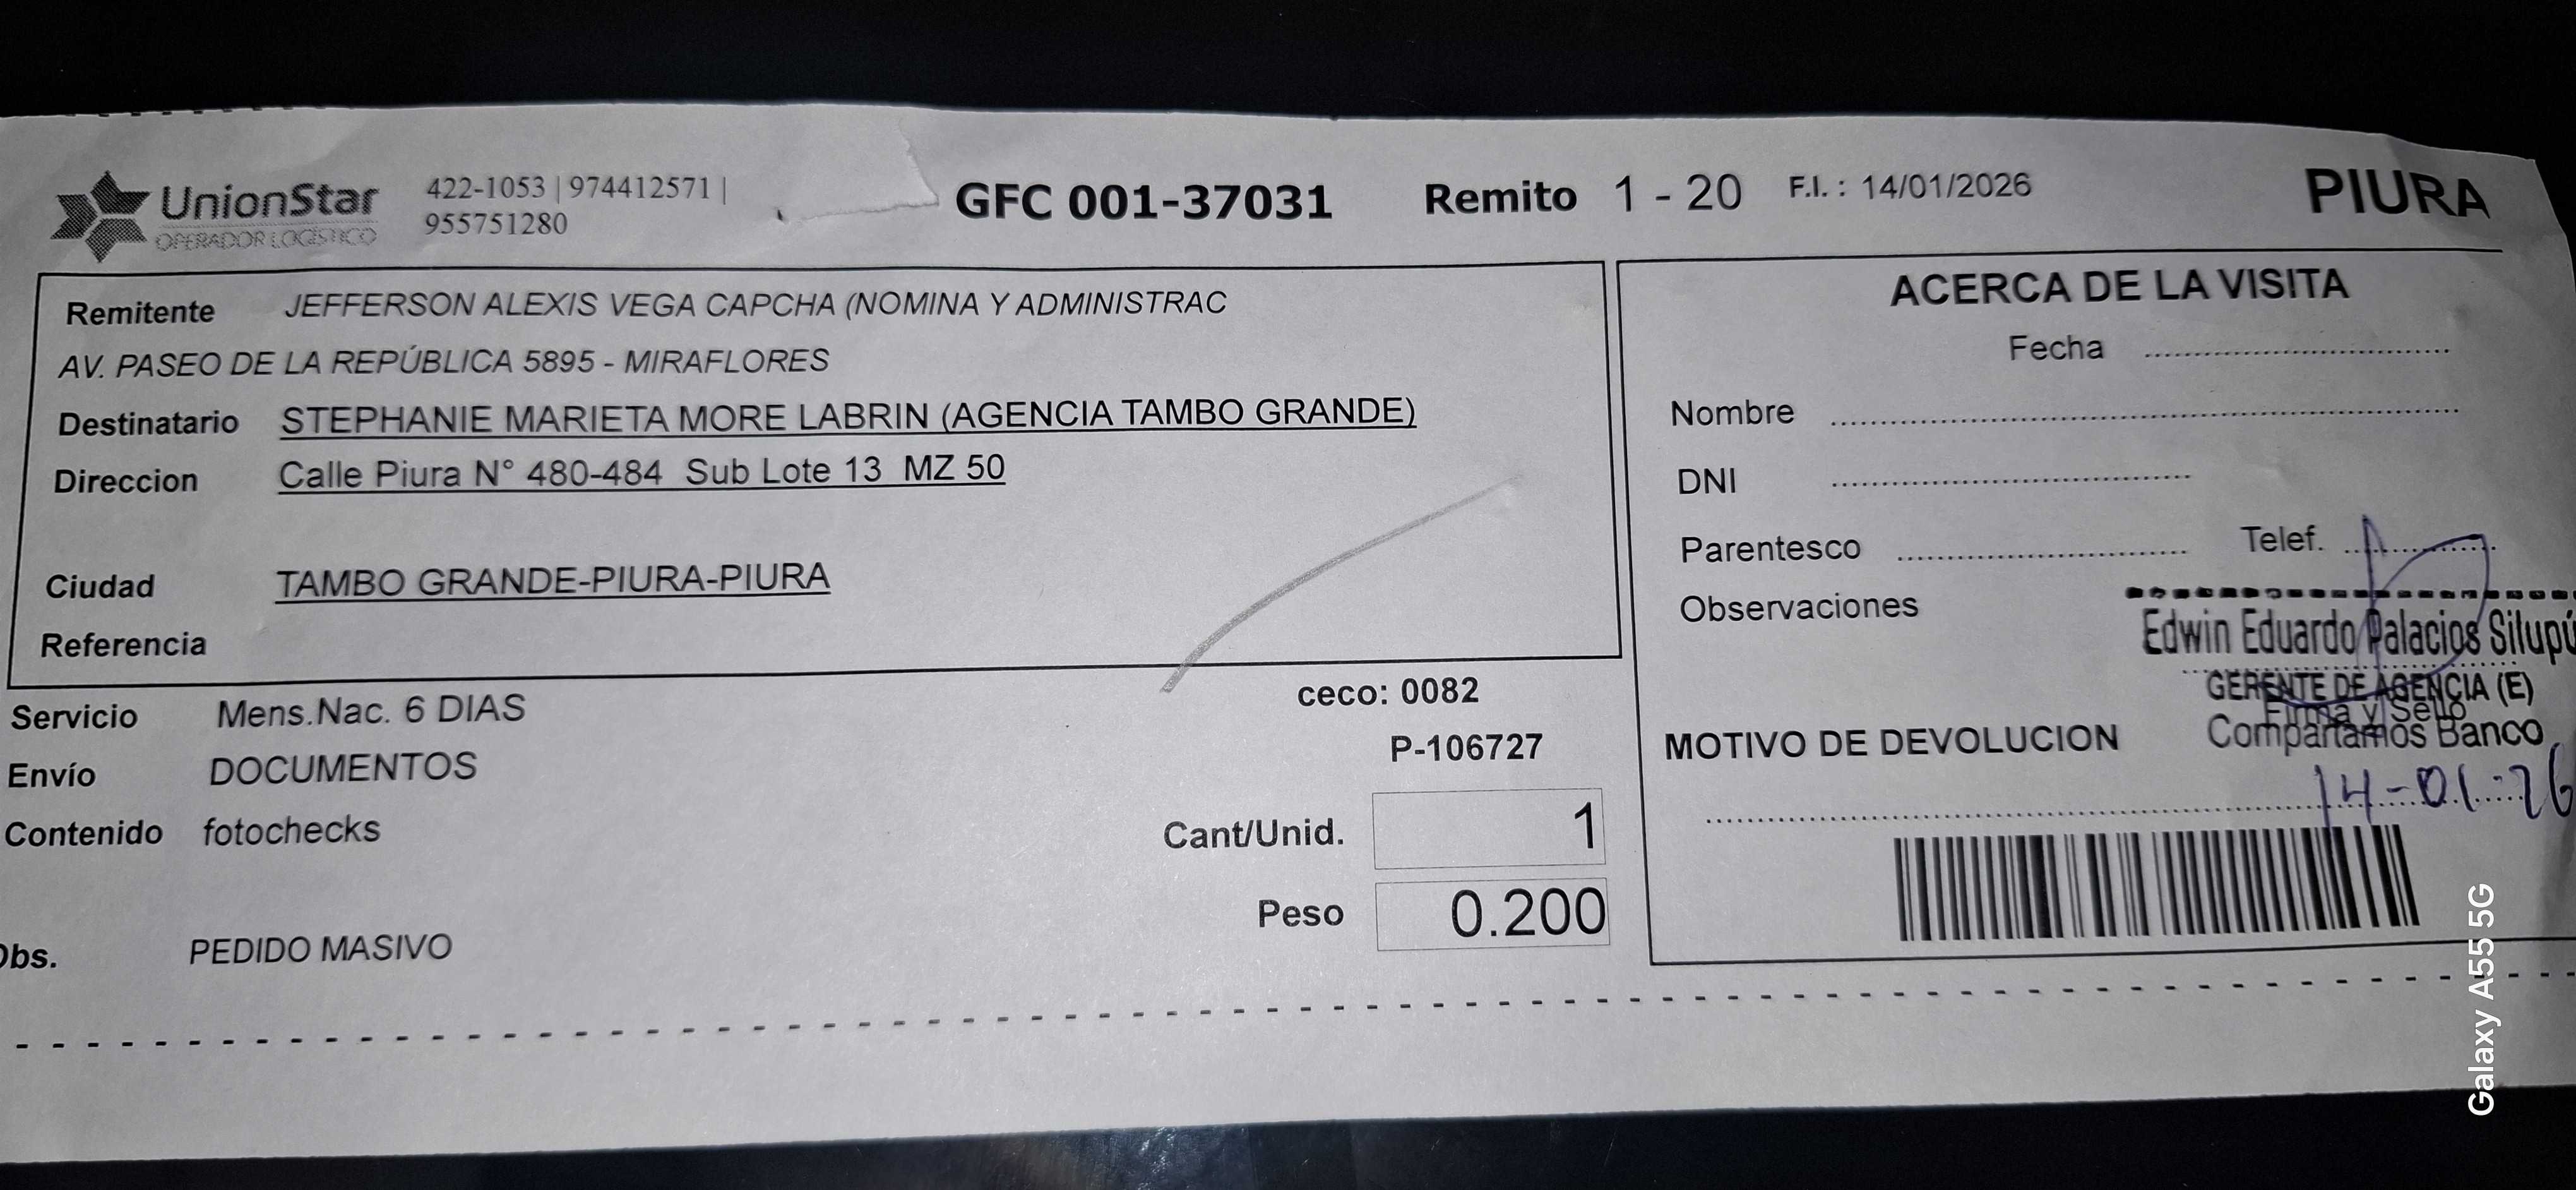 UnionStar
OPERADOR LOGÍSTICO
422-1053 | 974412571 |
955751280
GFC 001-37031 Remito 1 - 20 F.I. : 14/01/2026 PIURA
Remitente JEFFERSON ALEXIS VEGA CAPCHA (NOMINA Y ADMINISTRAC
AV. PASEO DE LA REPÚBLICA 5895 - MIRAFLORES
Destinatario STEPHANIE MARIETA MORE LABRIN (AGENCIA TAMBO GRANDE)
Direccion Calle Piura N° 480-484 Sub Lote 13 MZ 50
Ciudad TAMBO GRANDE-PIURA-PIURA
Referencia
Servicio Mens.Nac. 6 DIAS
ceco: 0082
Envío DOCUMENTOS
P-106727
Contenido fotochecks
Cant/Unid. 1
Peso 0.200
Obs. PEDIDO MASIVO
ACERCA DE LA VISITA
Fecha
Nombre
DNI
Parentesco Telef.
Observaciones
Edwin Eduardo Palacios Silupú
GERENTE DE AGENCIA (E)
Firma y Sello
Compartamos Banco
MOTIVO DE DEVOLUCION
14-01-26
Galaxy A55 5G